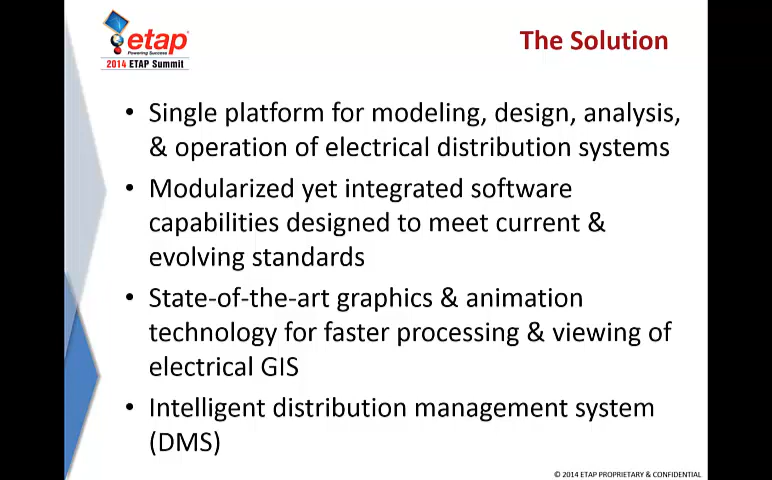 etap
Powering Success
2014 ETAP Summit
The Solution
• Single platform for modeling, design, analysis,
& operation of electrical distribution systems
• Modularized yet integrated software
capabilities designed to meet current &
evolving standards
• State-of-the-art graphics & animation
technology for faster processing & viewing of
electrical GIS
• Intelligent distribution management system
(DMS)
© 2014 ETAP PROPRIETARY & CONFIDENTIAL